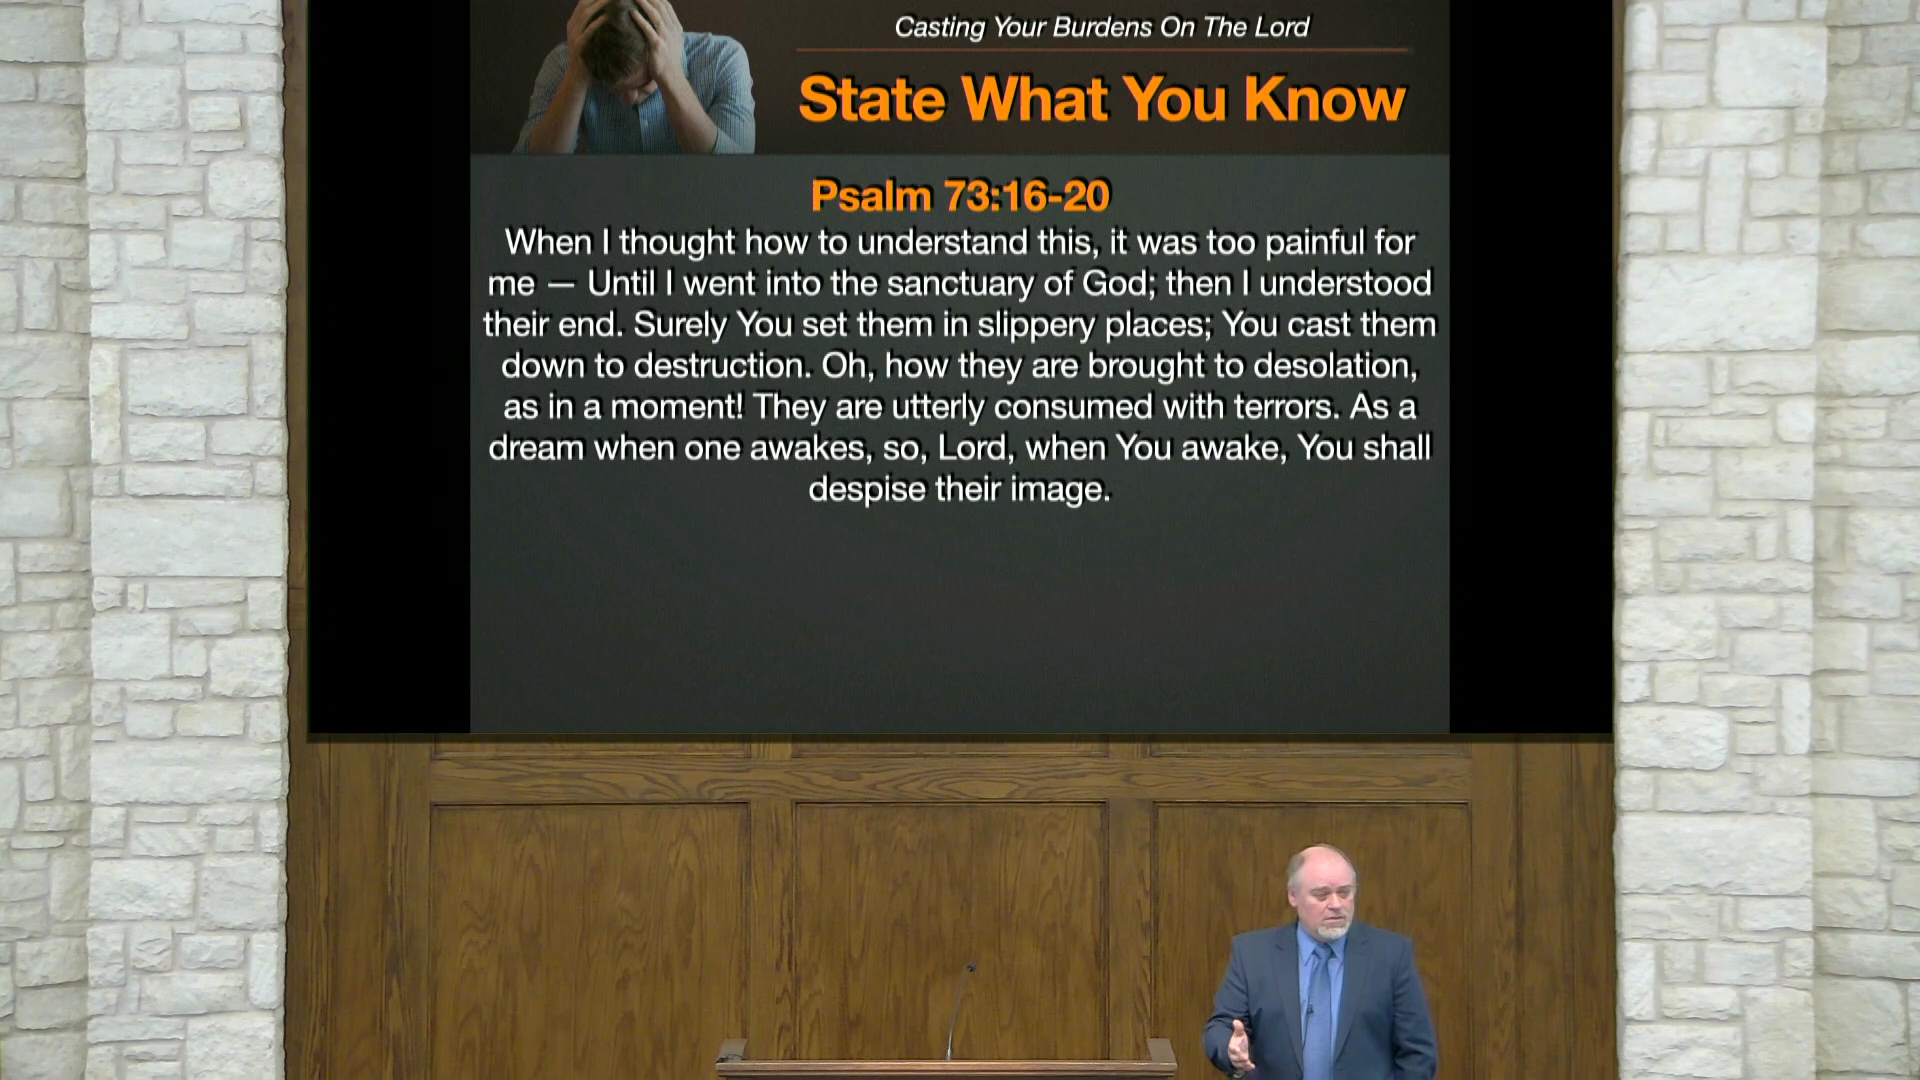 Casting Your Burdens On The Lord
State What You Know
Psalm 73:16-20
When I thought how to understand this, it was too painful for
me — Until I went into the sanctuary of God; then I understood
their end. Surely You set them in slippery places; You cast them
down to destruction. Oh, how they are brought to desolation,
as in a moment! They are utterly consumed with terrors. As a
dream when one awakes, so, Lord, when You awake, You shall
despise their image.